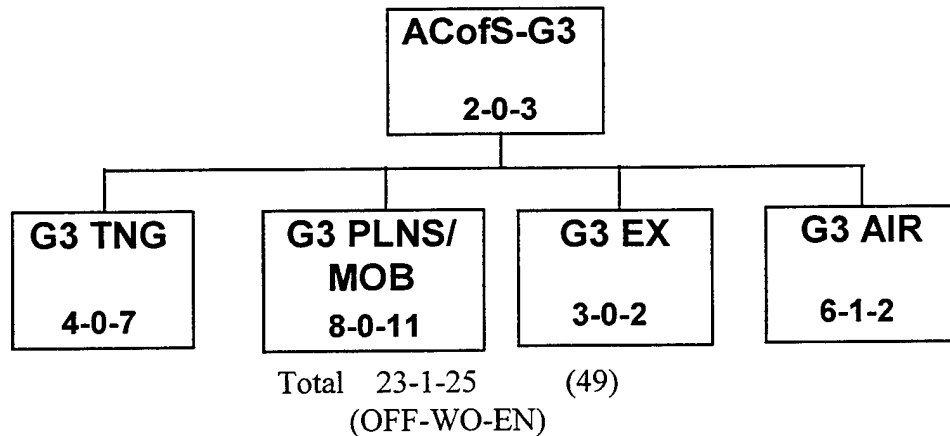 ACofS-G3
2-0-3
G3 TNG
4-0-7
G3 PLNS/
MOB
8-0-11
G3 EX
3-0-2
G3 AIR
6-1-2
Total 23-1-25 (49)
(OFF-WO-EN)